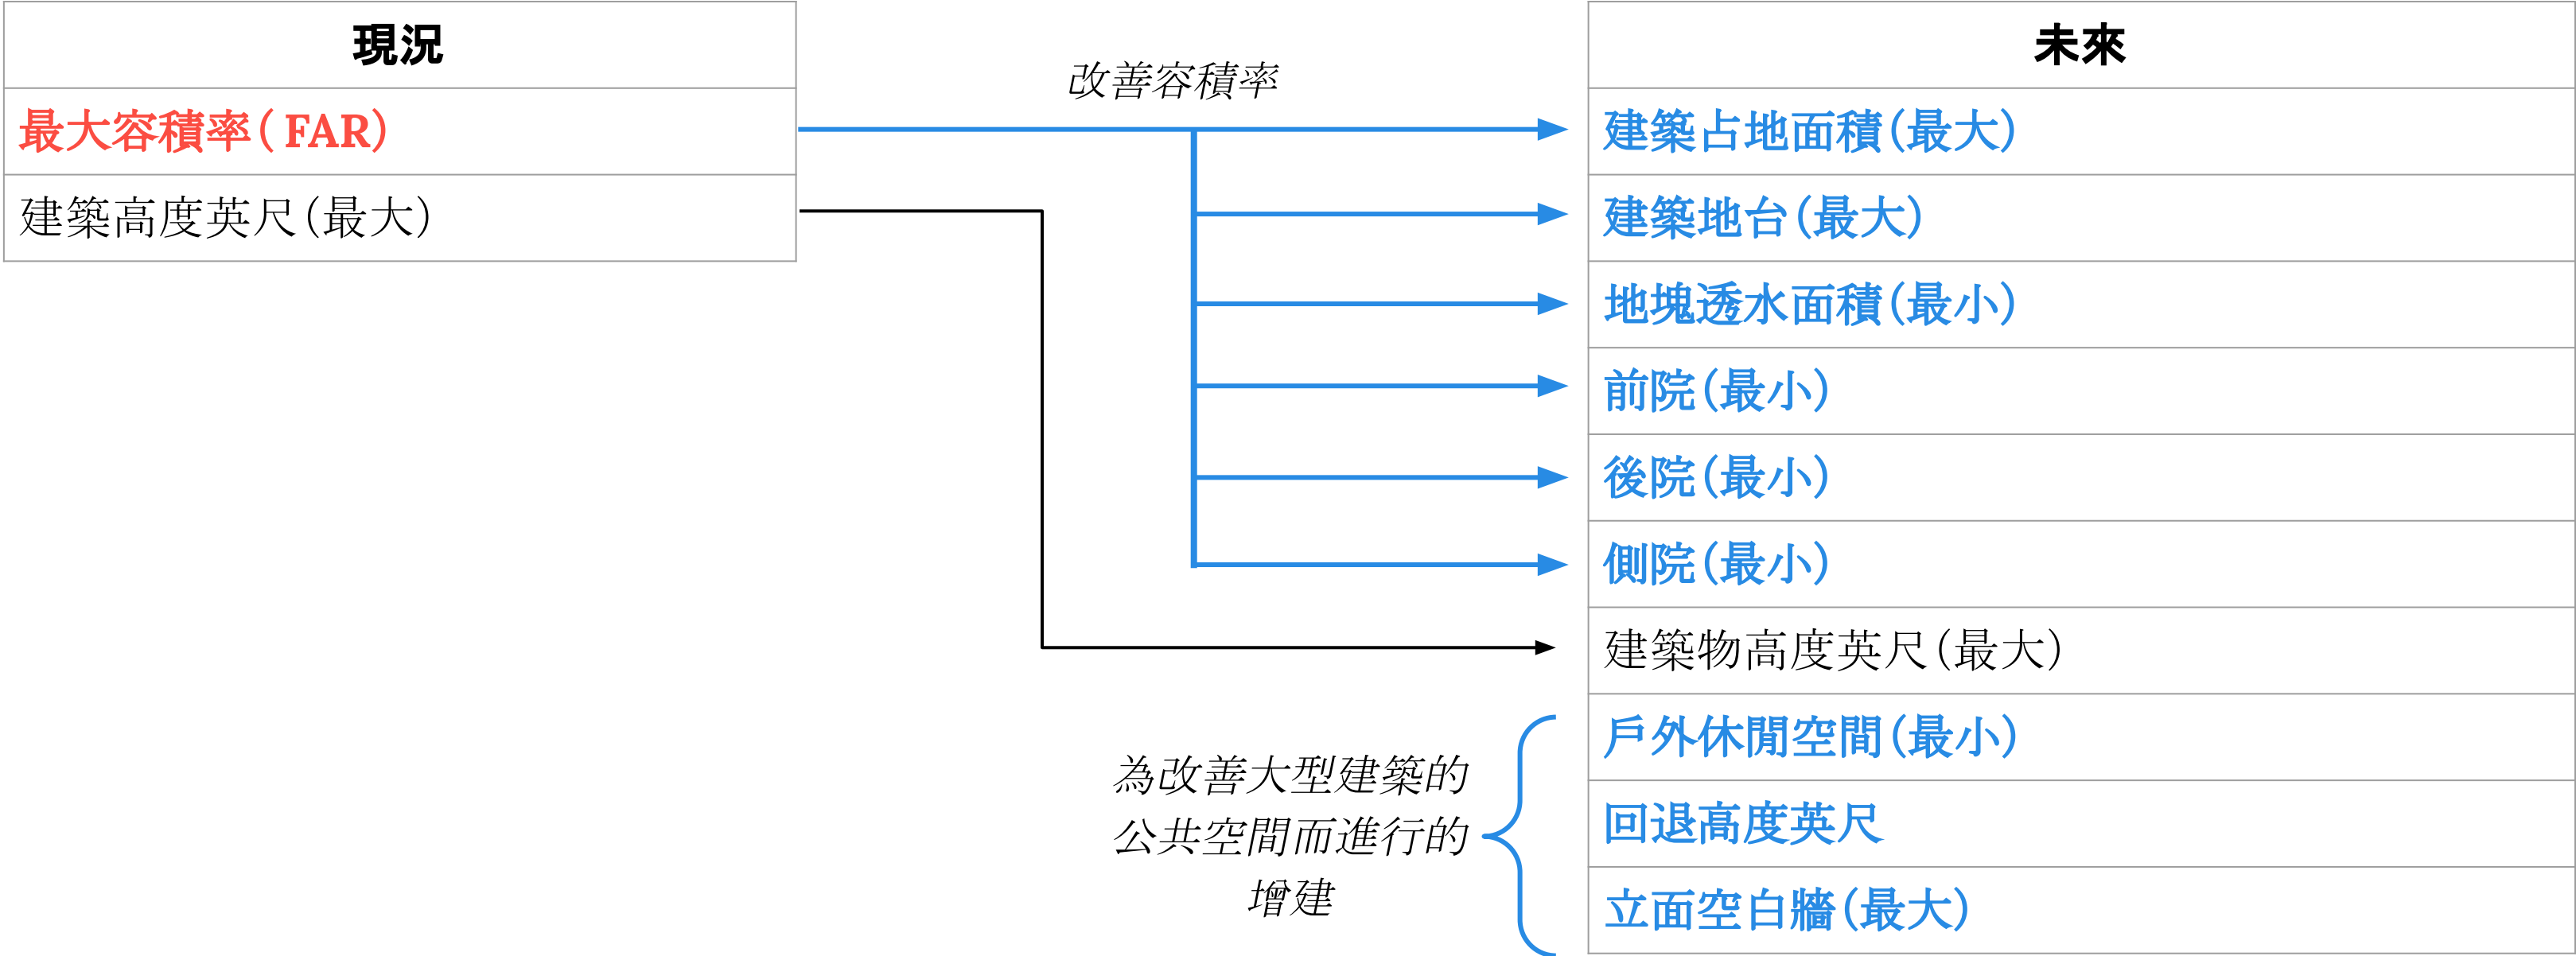 現況
最大容積率( FAR)
建築高度英尺(最大)
改善容積率
未來
建築占地面積(最大)
建築地台(最大)
地塊透水面積(最小)
前院(最小)
後院(最小)
側院(最小)
建築物高度英尺(最大)
為改善大型建築的
公共空間而進行的
增建
戶外休閒空間(最小)
回退高度英尺
立面空白牆(最大)